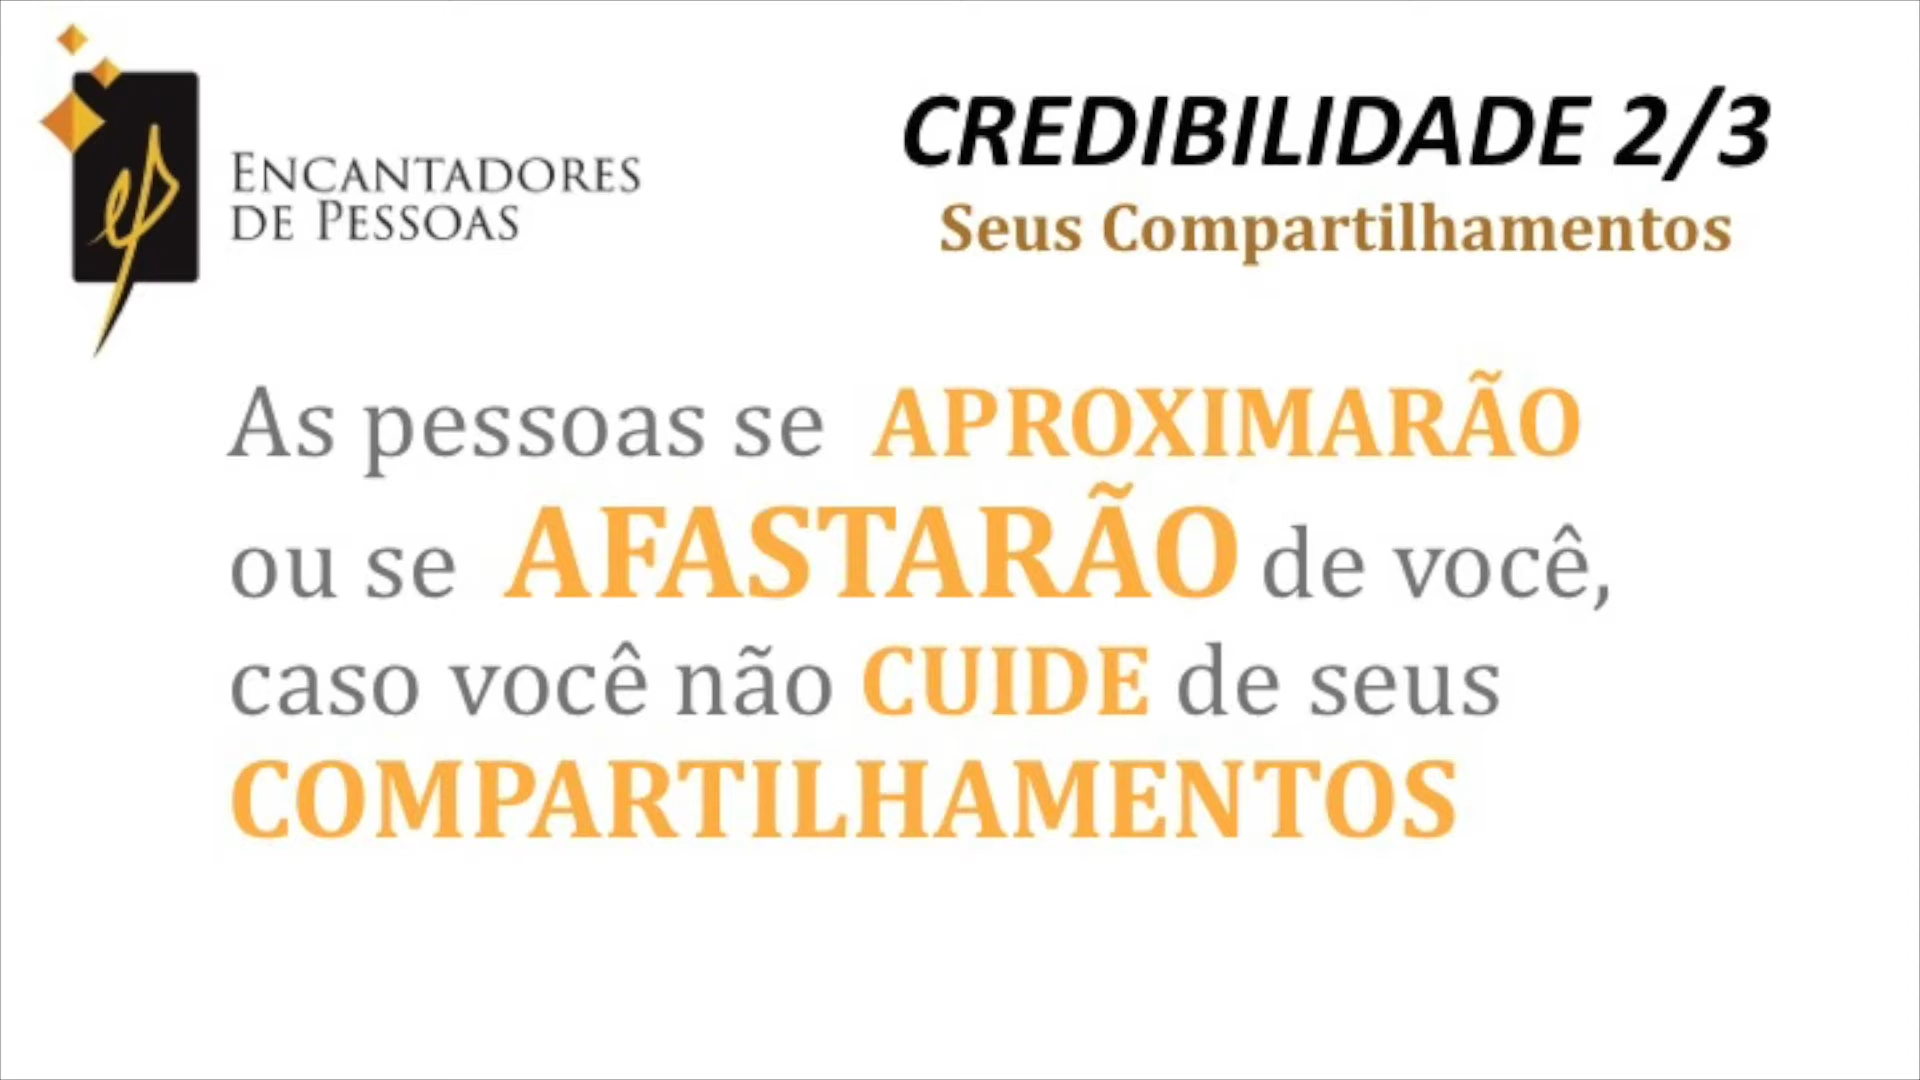 ENCANTADORES
DE PESSOAS
CREDIBILIDADE 2/3
Seus Compartilhamentos
As pessoas se APROXIMARÃO
ou se AFASTARÃO de você,
caso você não CUIDE de seus
COMPARTILHAMENTOS